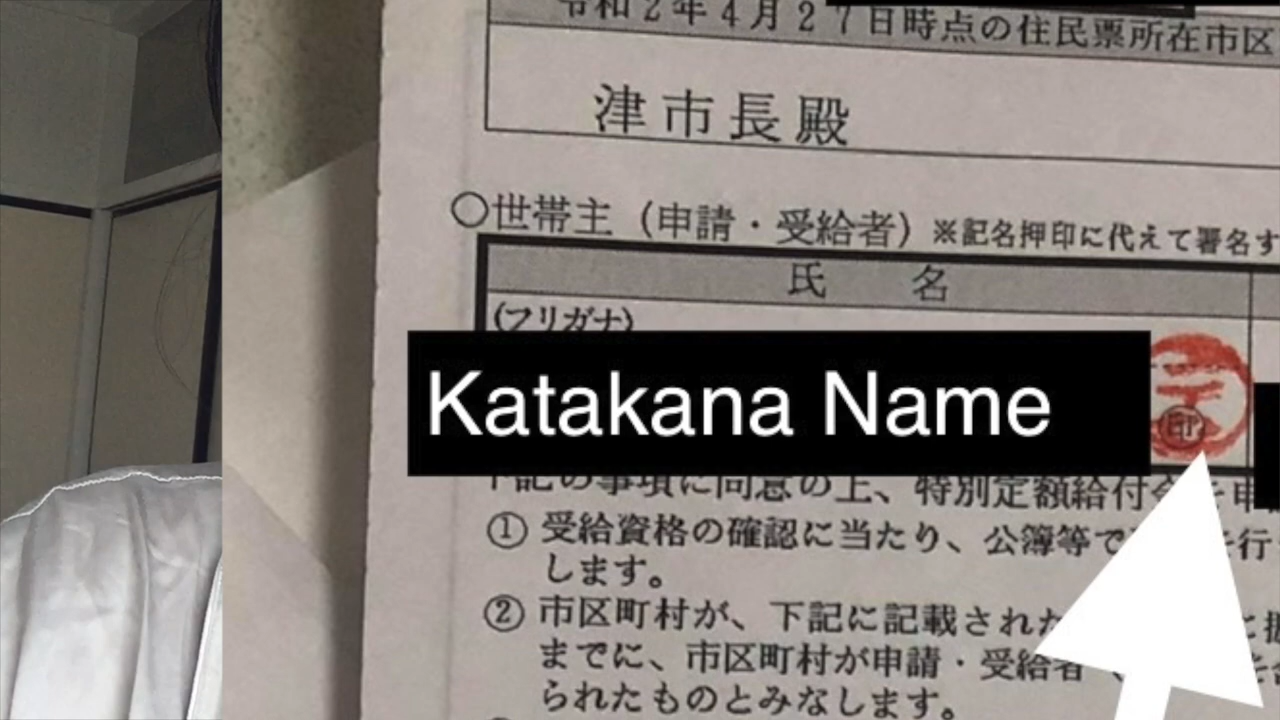 令和2年4月27日時点の住民票所在市区
津市長殿
○世帯主（申請・受給者）※記名押印に代えて署名す
氏 名
(フリガナ)
Katakana Name
印
下記の事項に同意の上、特別定額給付金を申
① 受給資格の確認に当たり、公簿等で 行
します。
② 市区町村が、下記に記載された
までに、市区町村が申請・受給者
られたものとみなします。